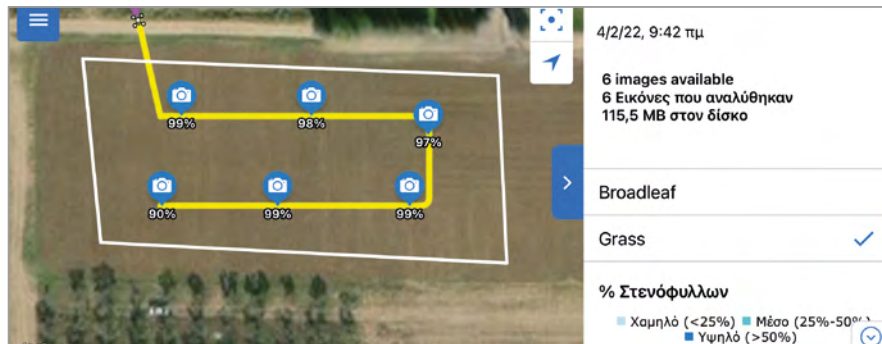 99%
98%
97%
90%
99%
99%
4/2/22, 9:42 πμ
6 images available
6 Εικόνες που αναλύθηκαν
115,5 MB στον δίσκο
Broadleaf
Grass
% Στενόφυλλων
Χαμηλό (<25%) Μέσο (25%-50%)
Υψηλό (>50%)